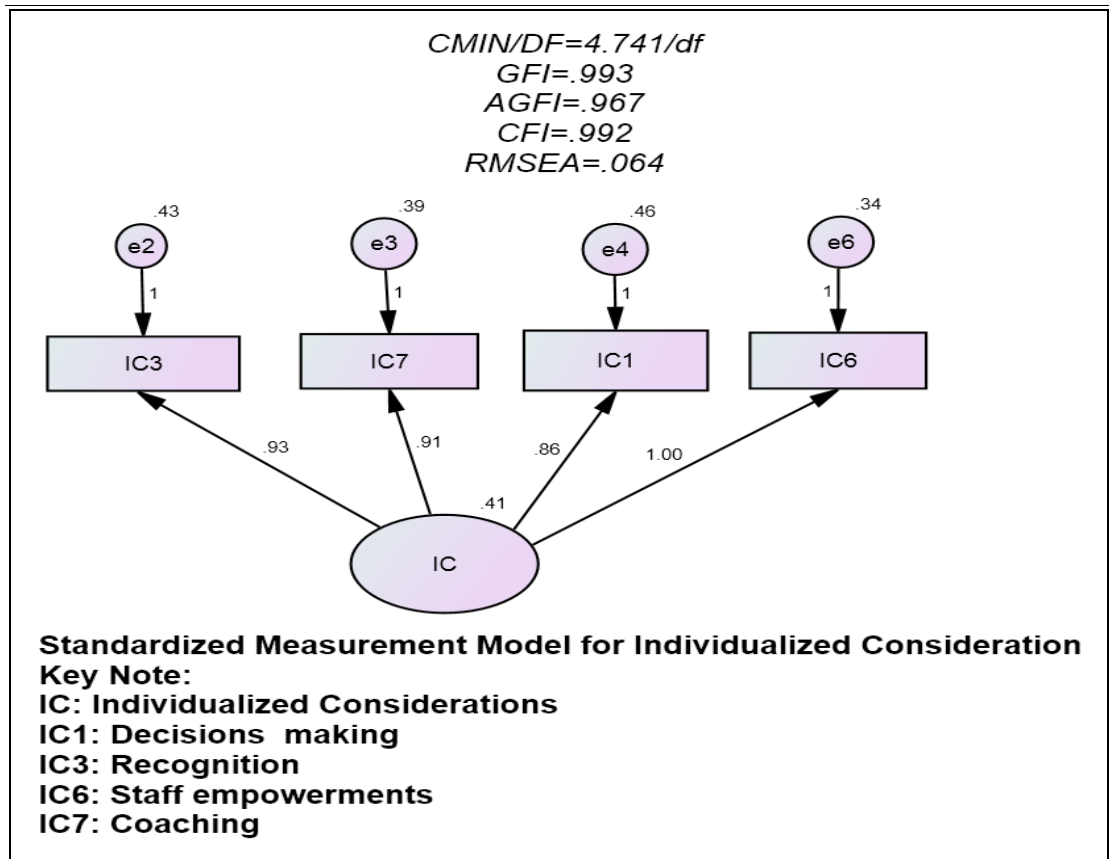 CMIN/DF=4.741/df
GFI=.993
AGFI=.967
CFI=.992
RMSEA=.064
.43 .39 .46 .34
e2 e3 e4 e6
1 1 1 1
IC3 IC7 IC1 IC6
.93 .91 .86 1.00
.41
IC
Standardized Measurement Model for Individualized Consideration
Key Note:
IC: Individualized Considerations
IC1: Decisions  making
IC3: Recognition
IC6: Staff empowerments
IC7: Coaching